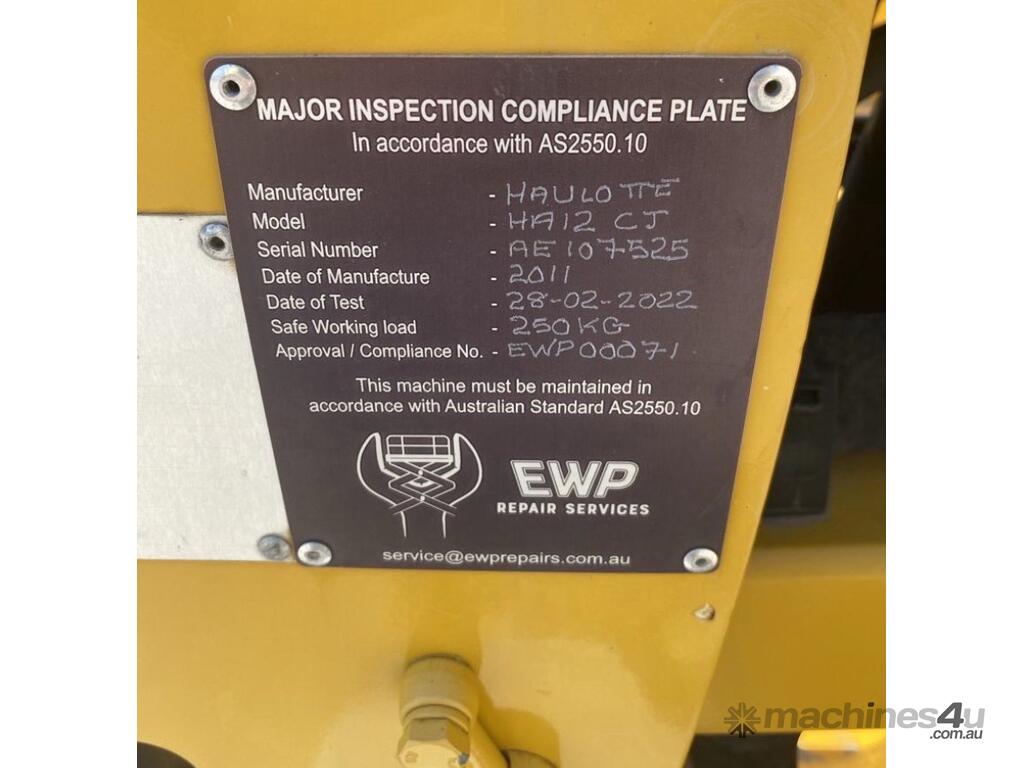 MAJOR INSPECTION COMPLIANCE PLATE
In accordance with AS2550.10
Manufacturer - HAULOTTE
Model - HA12 CJ
Serial Number - AE107525
Date of Manufacture - 2011
Date of Test - 28-02-2022
Safe Working load - 250KG
Approval / Compliance No. - EWP00071
This machine must be maintained in
accordance with Australian Standard AS2550.10
EWP
REPAIR SERVICES
service@ewprepairs.com.au
machines4u
.com.au